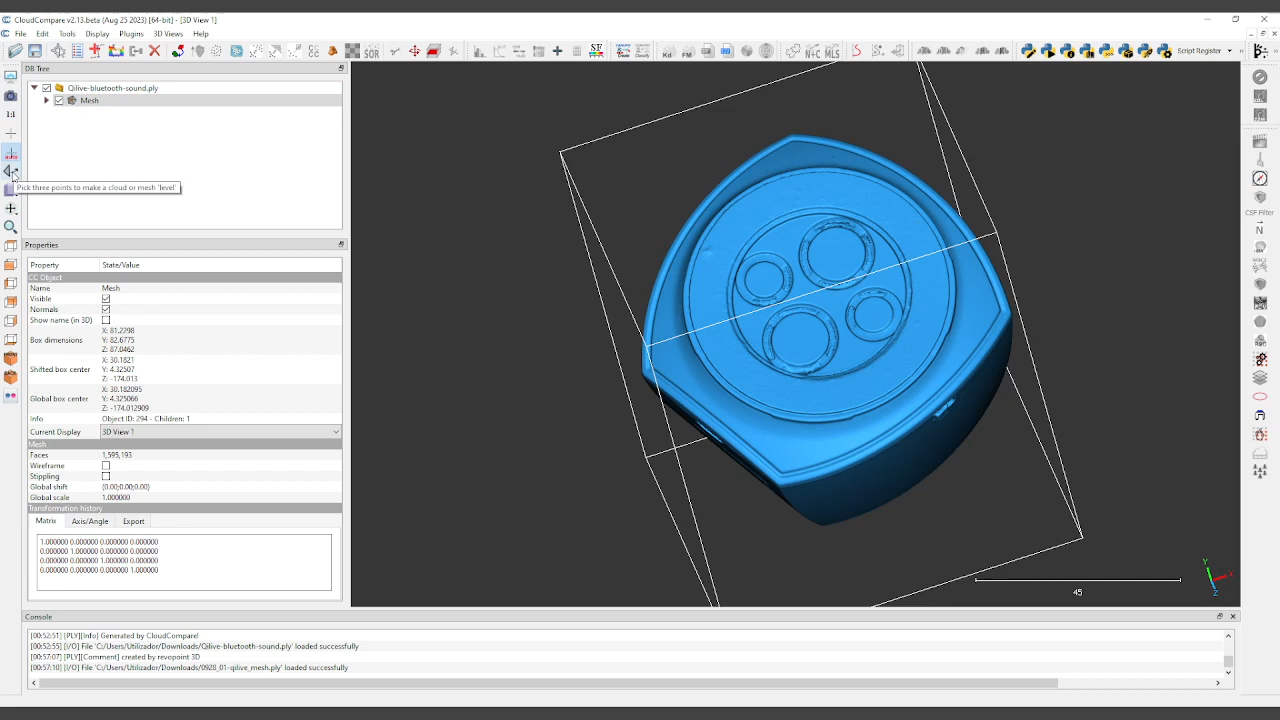 CloudCompare v2.13.beta (Aug 25 2023) [64-bit] - [3D View 1]
File Edit Tools Display Plugins 3D Views Help
SOR SF Kd FM N+C MLS Script Register
DB Tree
Qilive-bluetooth-sound.ply
Mesh
1:1
auto
Pick three points to make a cloud or mesh 'level'
Properties
Property State/Value
CC Object
Name Mesh
Visible
Normals
Show name (in 3D)
Box dimensions X: 81.2298
Y: 82.6775
Z: 87.0462
Shifted box center X: 30.1821
Y: 4.32507
Z: -174.013
Global box center X: 30.182095
Y: 4.325066
Z: -174.012909
Info Object ID: 294 - Children: 1
Current Display 3D View 1
Mesh
Faces 1,595,193
Wireframe
Stippling
Global shift (0.00;0.00;0.00)
Global scale 1.000000
Transformation history
Matrix Axis/Angle Export
1.000000 0.000000 0.000000 0.000000
0.000000 1.000000 0.000000 0.000000
0.000000 0.000000 1.000000 0.000000
0.000000 0.000000 0.000000 1.000000
CSF Filter
N
Y
X
Z
45
Console
[00:52:51] [PLY][Info] Generated by CloudCompare!
[00:52:55] [I/O] File 'C:/Users/Utilizador/Downloads/Qilive-bluetooth-sound.ply' loaded successfully
[00:57:07] [PLY][Comment] created by revopoint 3D
[00:57:10] [I/O] File 'C:/Users/Utilizador/Downloads/0928_01-qilive_mesh.ply' loaded successfully